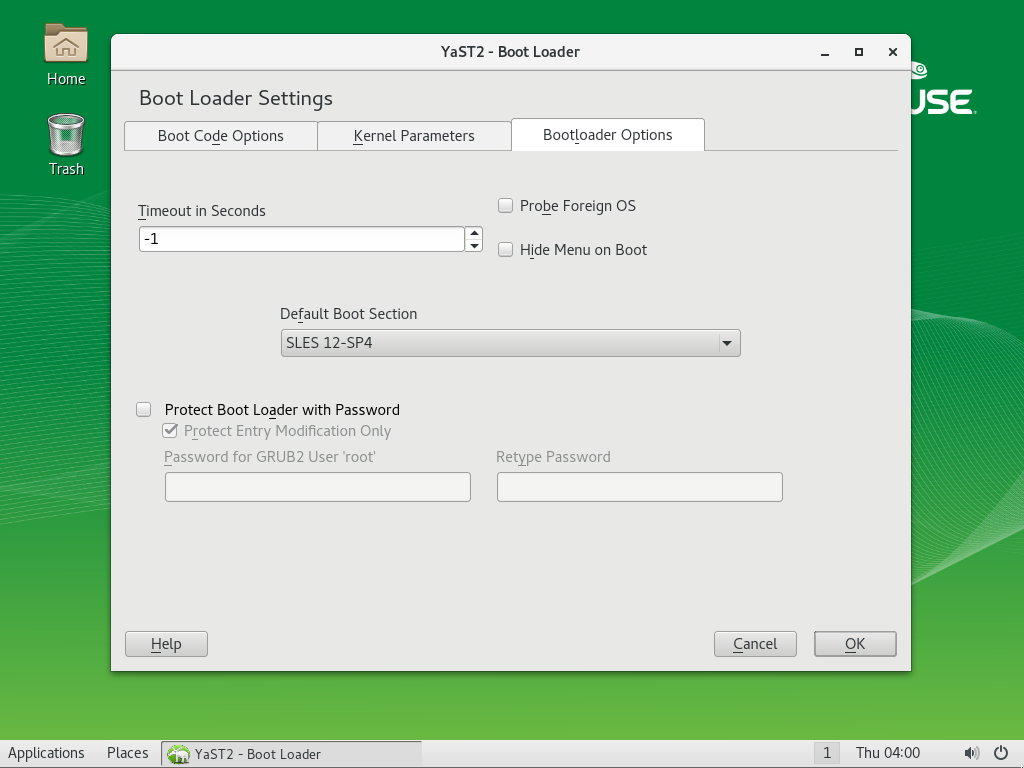 YaST2 - Boot Loader
Home
Trash
USE
Boot Loader Settings
Boot Code Options
Kernel Parameters
Bootloader Options
Timeout in Seconds
-1
Probe Foreign OS
Hide Menu on Boot
Default Boot Section
SLES 12-SP4
Protect Boot Loader with Password
Protect Entry Modification Only
Password for GRUB2 User 'root'
Retype Password
Help
Cancel
OK
Applications
Places
YaST2 - Boot Loader
1
Thu 04:00